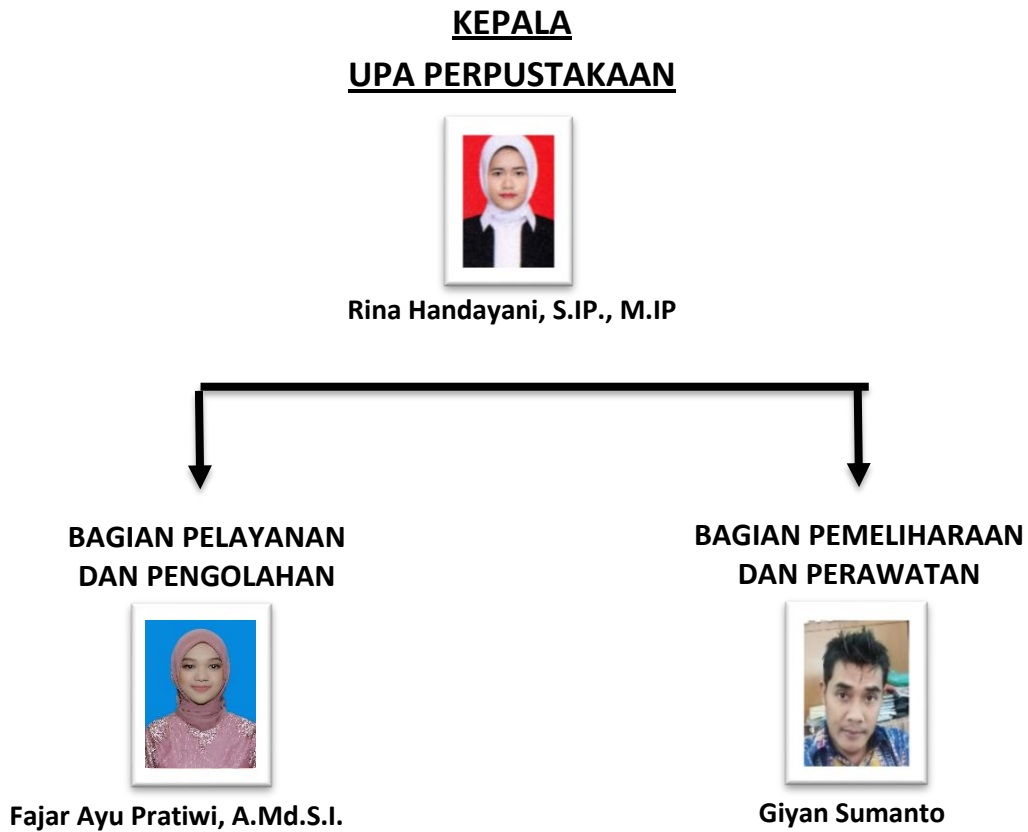 KEPALA
UPA PERPUSTAKAAN
Rina Handayani, S.IP., M.IP
BAGIAN PELAYANAN
DAN PENGOLAHAN
Fajar Ayu Pratiwi, A.Md.S.I.
BAGIAN PEMELIHARAAN
DAN PERAWATAN
Giyan Sumanto